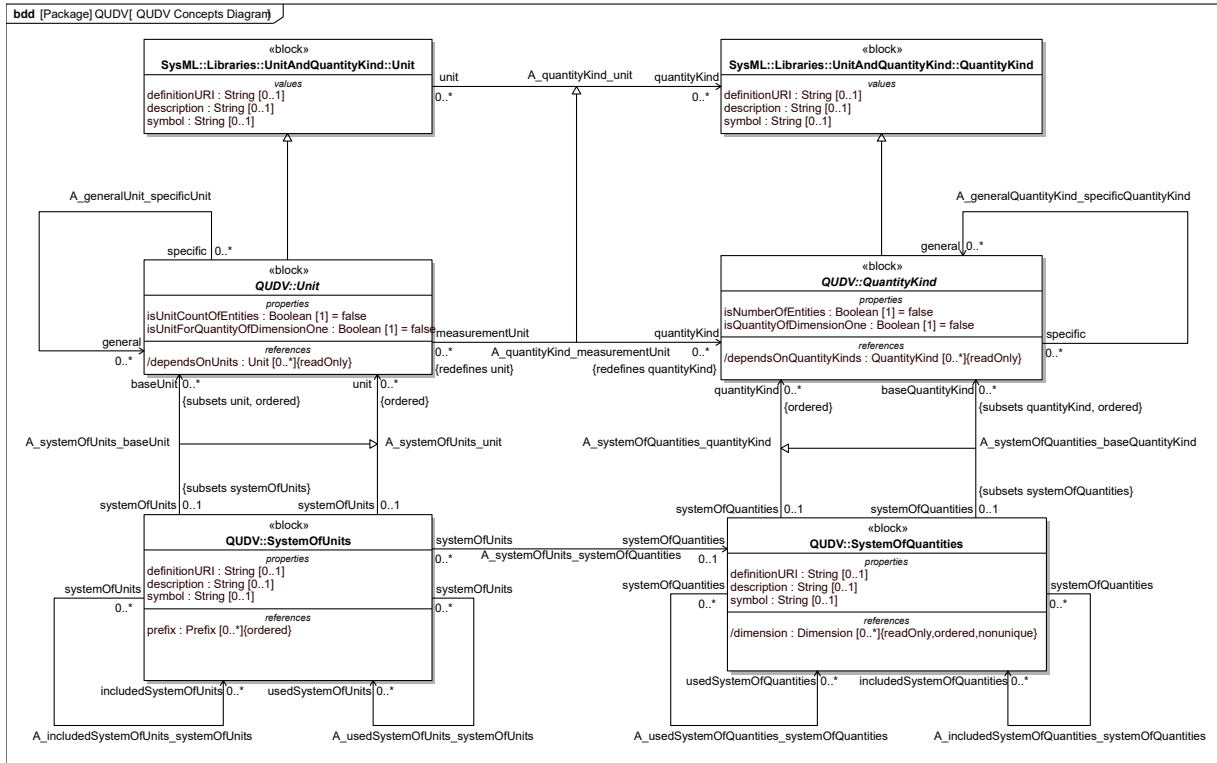 bdd [Package] QUDV[ QUDV Concepts Diagram]
«block»
SysML::Libraries::UnitAndQuantityKind::Unit
values
definitionURI : String [0..1]
description : String [0..1]
symbol : String [0..1]
unit
0..*
A_quantityKind_unit
quantityKind
0..*
«block»
SysML::Libraries::UnitAndQuantityKind::QuantityKind
values
definitionURI : String [0..1]
description : String [0..1]
symbol : String [0..1]
A_generalUnit_specificUnit
specific 0..*
general
0..*
«block»
QUDV::Unit
properties
isUnitCountOfEntities : Boolean [1] = false
isUnitForQuantityOfDimensionOne : Boolean [1] = false
references
/dependsOnUnits : Unit [0..*]{readOnly}
measurementUnit
0..*
{redefines unit}
A_quantityKind_measurementUnit
quantityKind
0..*
{redefines quantityKind}
A_generalQuantityKind_specificQuantityKind
general 0..*
«block»
QUDV::QuantityKind
properties
isNumberOfEntities : Boolean [1] = false
isQuantityOfDimensionOne : Boolean [1] = false
references
/dependsOnQuantityKinds : QuantityKind [0..*]{readOnly}
specific
0..*
baseUnit 0..*
{subsets unit, ordered}
unit 0..*
{ordered}
A_systemOfUnits_baseUnit
A_systemOfUnits_unit
{subsets systemOfUnits}
systemOfUnits 0..1
systemOfUnits 0..1
quantityKind 0..*
{ordered}
baseQuantityKind 0..*
{subsets quantityKind, ordered}
A_systemOfQuantities_quantityKind
A_systemOfQuantities_baseQuantityKind
{subsets systemOfQuantities}
systemOfQuantities 0..1
systemOfQuantities 0..1
«block»
QUDV::SystemOfUnits
properties
definitionURI : String [0..1]
description : String [0..1]
symbol : String [0..1]
references
prefix : Prefix [0..*]{ordered}
systemOfUnits
0..*
A_systemOfUnits_systemOfQuantities
systemOfQuantities
0..1
«block»
QUDV::SystemOfQuantities
properties
definitionURI : String [0..1]
description : String [0..1]
symbol : String [0..1]
references
/dimension : Dimension [0..*]{readOnly,ordered,nonunique}
systemOfUnits
0..*
systemOfUnits
0..*
includedSystemOfUnits 0..*
usedSystemOfUnits 0..*
A_includedSystemOfUnits_systemOfUnits
A_usedSystemOfUnits_systemOfUnits
systemOfQuantities
0..*
systemOfQuantities
0..*
usedSystemOfQuantities 0..*
includedSystemOfQuantities 0..*
A_usedSystemOfQuantities_systemOfQuantities
A_includedSystemOfQuantities_systemOfQuantities